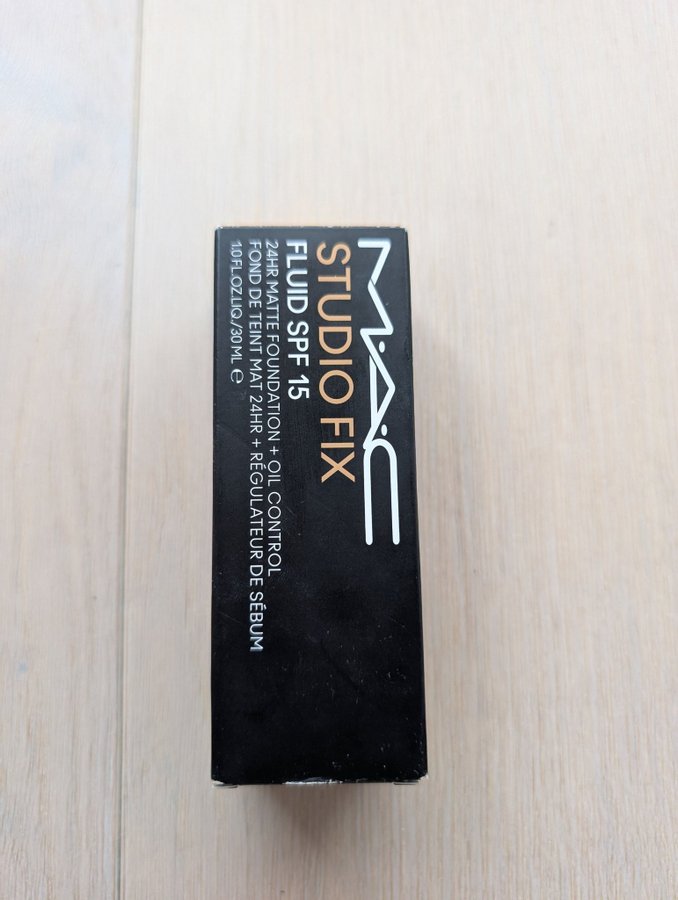 M·A·C
STUDIO FIX
FLUID SPF 15
24HR MATTE FOUNDATION + OIL CONTROL
FOND DE TEINT MAT 24HR + RÉGULATEUR DE SÉBUM
1.0 FL.OZ.LIQ./30 ML ℮